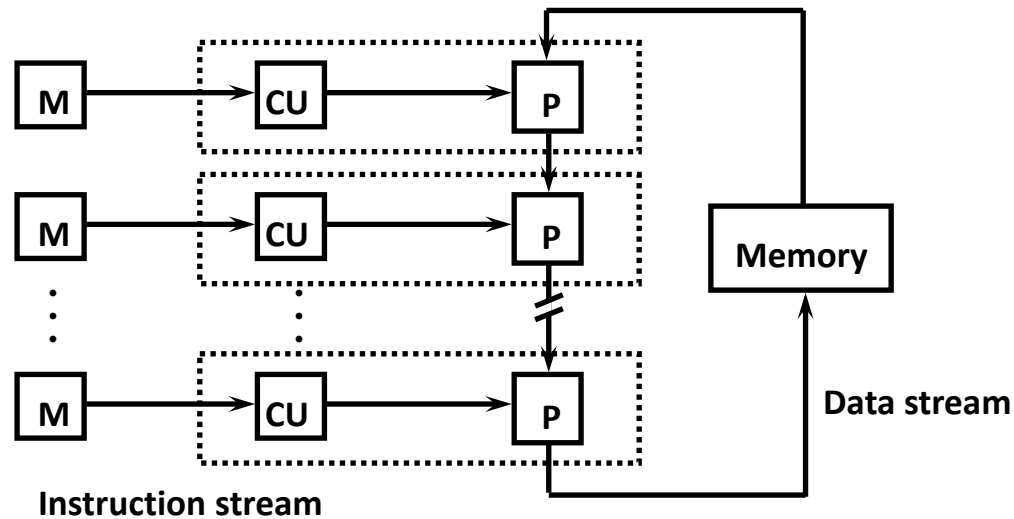 M CU P
M CU P
Memory
M CU P
Data stream
Instruction stream